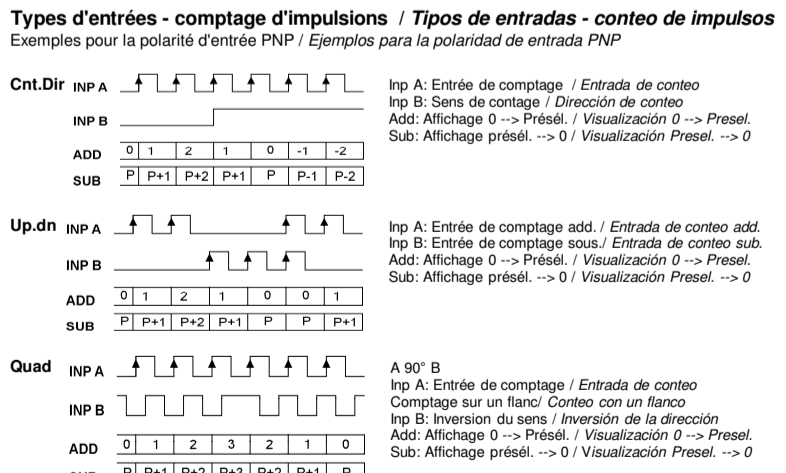 Types d'entrées - comptage d'impulsions / Tipos de entradas - conteo de impulsos
Exemples pour la polarité d'entrée PNP / Ejemplos para la polaridad de entrada PNP
Cnt.Dir INP A
Inp A: Entrée de comptage / Entrada de conteo
INP B
Inp B: Sens de contage / Dirección de conteo
Add: Affichage 0 --> Présél. / Visualización 0 --> Presel.
Sub: Affichage présél. --> 0 / Visualización Presel. --> 0
ADD 0 1 2 1 0 -1 -2
SUB P P+1 P+2 P+1 P P-1 P-2
Up.dn INP A
Inp A: Entrée de comptage add. / Entrada de conteo add.
Inp B: Entrée de comptage sous./ Entrada de conteo sub.
INP B
Add: Affichage 0 --> Présél. / Visualización 0 --> Presel.
Sub: Affichage présél. --> 0 / Visualización Presel. --> 0
ADD 0 1 2 1 0 0 1
SUB P P+1 P+2 P+1 P P P+1
Quad INP A
A 90° B
Inp A: Entrée de comptage / Entrada de conteo
Comptage sur un flanc/ Conteo con un flanco
INP B
Inp B: Inversion du sens / Inversión de la dirección
Add: Affichage 0 --> Présél. / Visualización 0 --> Presel.
Sub: Affichage présél. --> 0 / Visualización Presel. --> 0
ADD 0 1 2 3 2 1 0
SUB P P+1 P+2 P+3 P+2 P+1 P